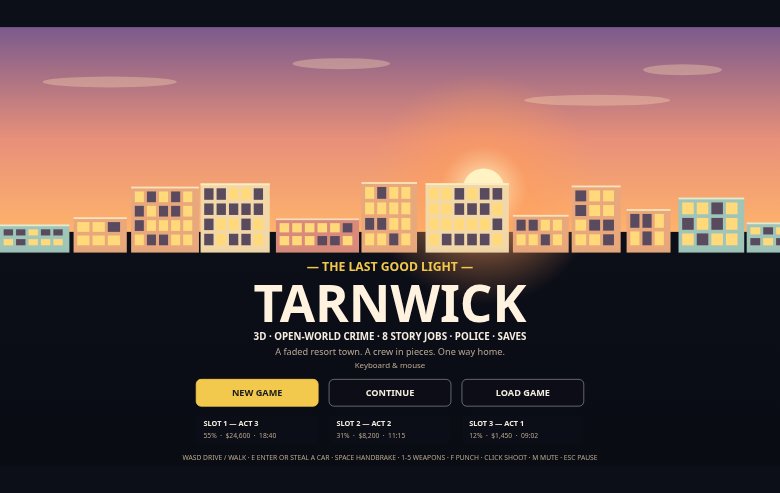 — THE LAST GOOD LIGHT —
TARNWICK
3D · OPEN-WORLD CRIME · 8 STORY JOBS · POLICE · SAVES
A faded resort town. A crew in pieces. One way home.
Keyboard & mouse
NEW GAME CONTINUE LOAD GAME
SLOT 1 — ACT 3 SLOT 2 — ACT 2 SLOT 3 — ACT 1
55% · $24,600 · 18:40 31% · $8,200 · 11:15 12% · $1,450 · 09:02
WASD DRIVE / WALK · E ENTER OR STEAL A CAR · SPACE HANDBRAKE · 1-5 WEAPONS · F PUNCH · CLICK SHOOT · M MUTE · ESC PAUSE